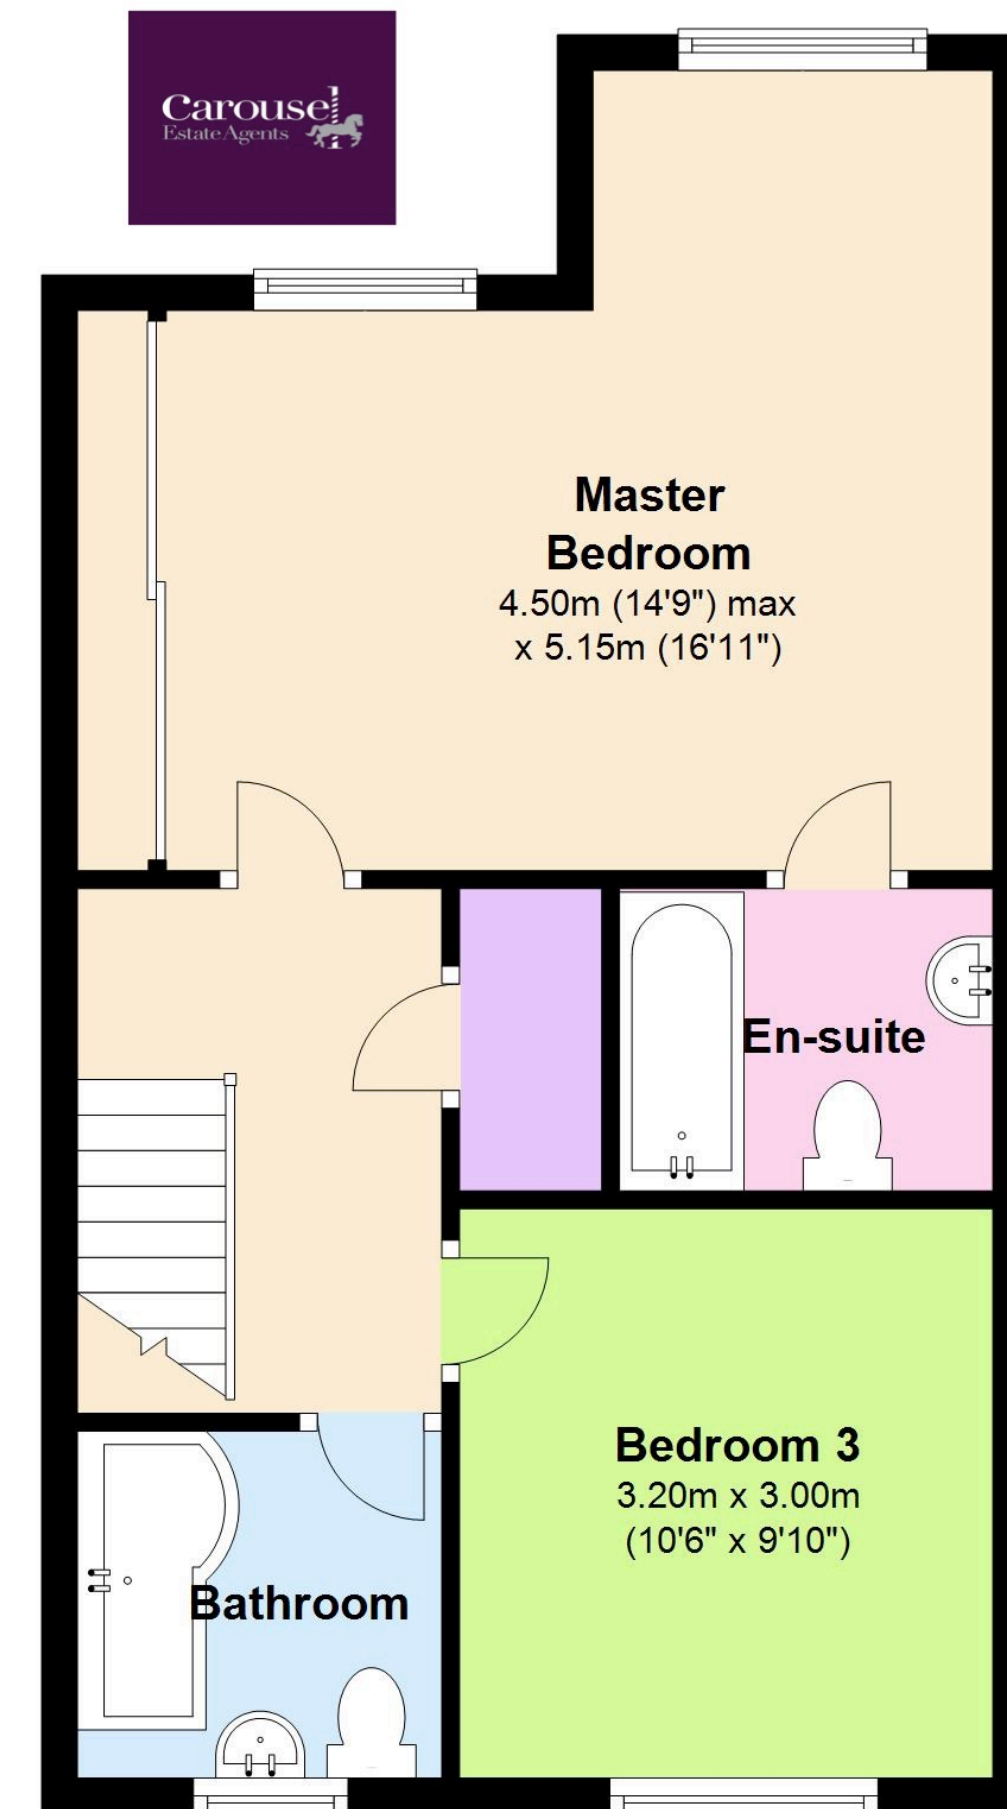 Carousel
Estate Agents
Master
Bedroom
4.50m (14'9") max
x 5.15m (16'11")
En-suite
Bedroom 3
3.20m x 3.00m
(10'6" x 9'10")
Bathroom